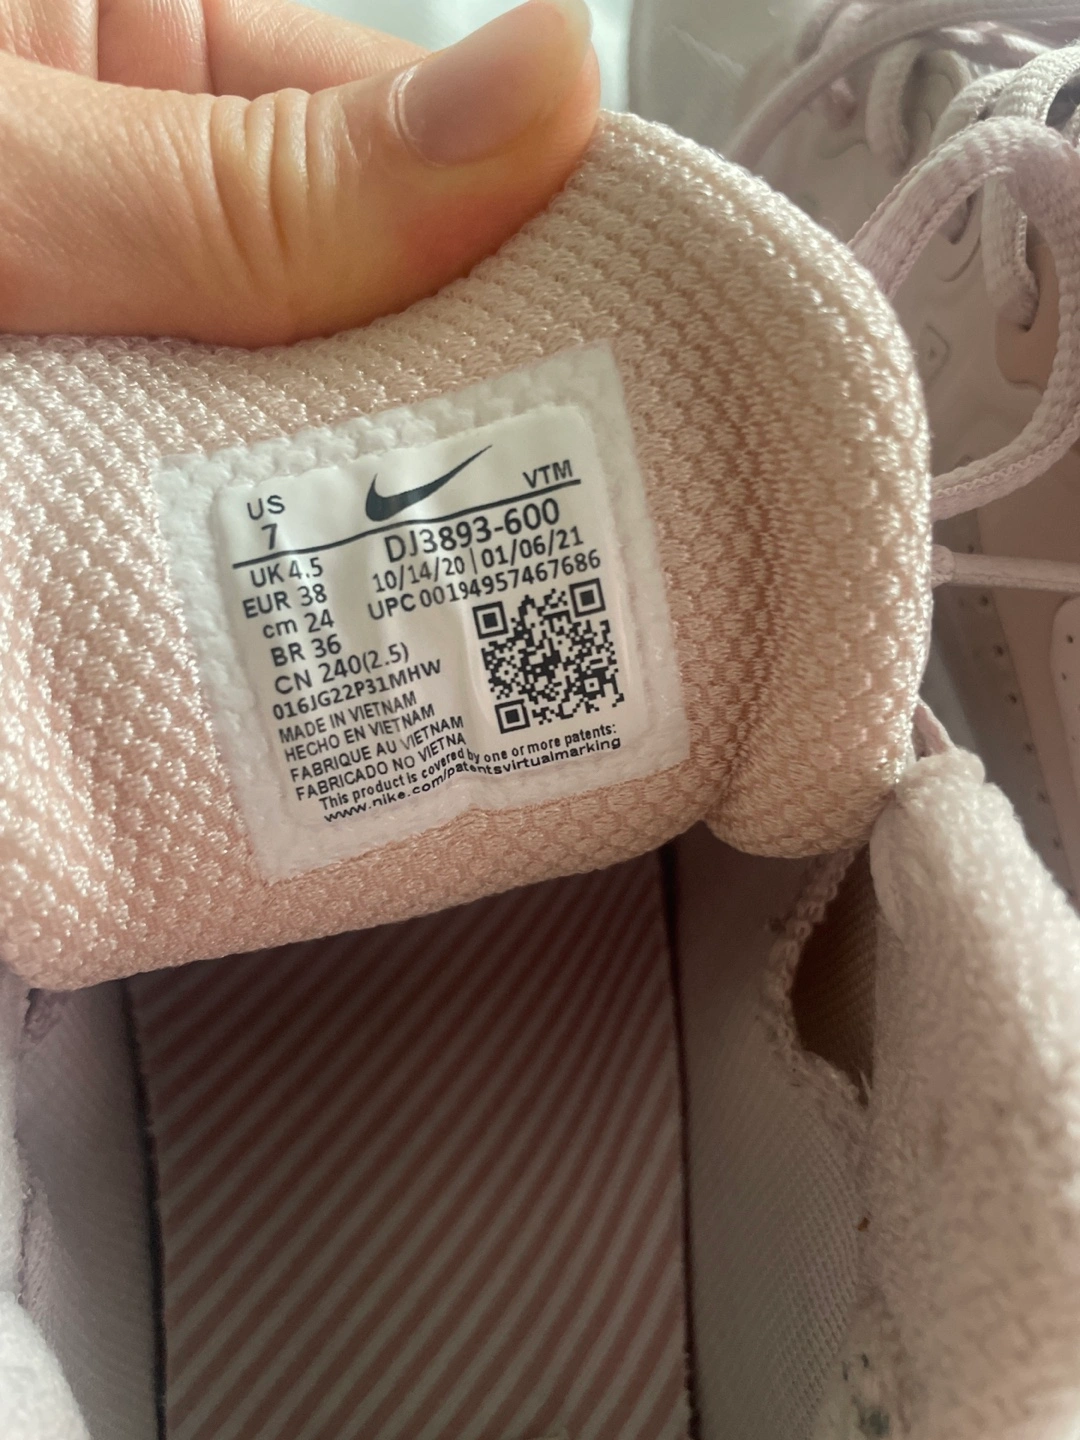 US
7
VTM
UK 4.5
EUR 38
cm 24
BR 36
CN 240(2.5)
DJ3893-600
10/14/20 | 01/06/21
UPC 00194957467686
016JG22P31MHW
MADE IN VIETNAM
HECHO EN VIETNAM
FABRIQUE AU VIETNAM
FABRICADO NO VIETNA
This product is covered by one or more patents:
www.nike.com/patentsvirtualmarking